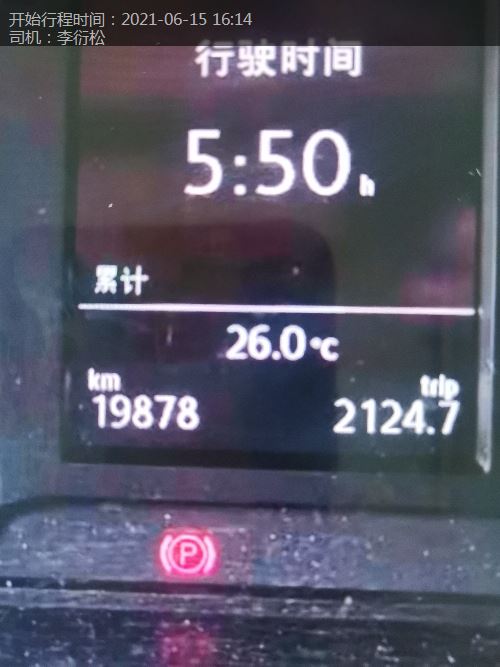 开始行程时间：2021-06-15 16:14
司机：李衍松
行驶时间
5:50 h
累计
26.0°C
km trip
19878 2124.7
P